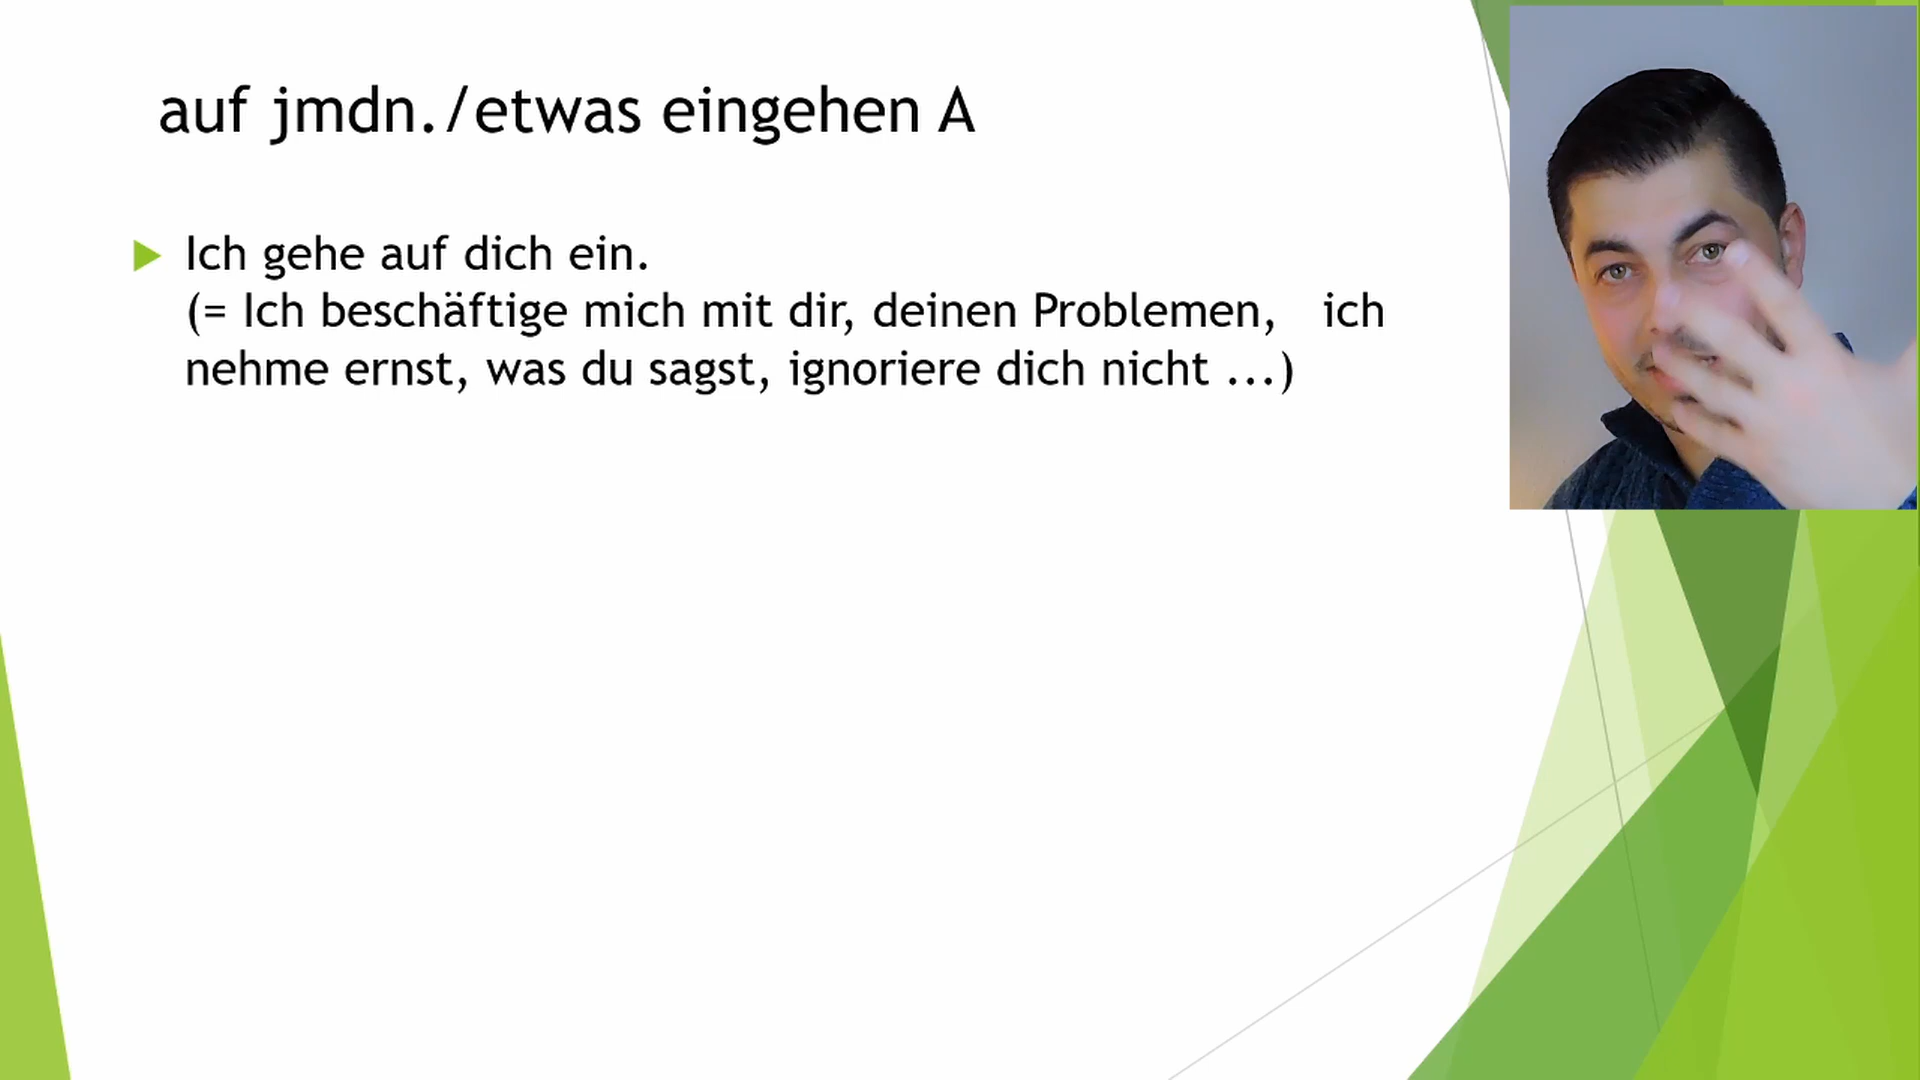 auf jmdn./etwas eingehen A
Ich gehe auf dich ein.
(= Ich beschäftige mich mit dir, deinen Problemen, ich
nehme ernst, was du sagst, ignoriere dich nicht ...)